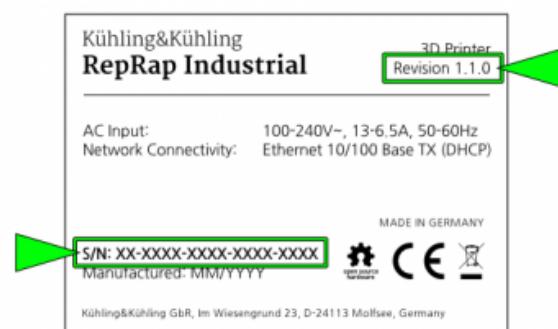 Kühling&Kühling
RepRap Industrial
3D Printer
Revision 1.1.0
AC Input: 100-240V~, 13-6.5A, 50-60Hz
Network Connectivity: Ethernet 10/100 Base TX (DHCP)
MADE IN GERMANY
S/N: XX-XXXX-XXXX-XXXX-XXXX
Manufactured: MM/YYYY
open source
hardware
CE
Kühling&Kühling GbR, Im Wiesengrund 23, D-24113 Molfsee, Germany